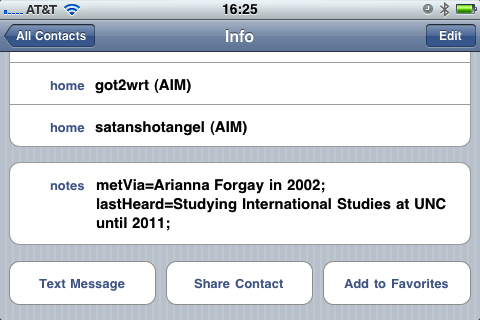 AT&T 16:25
All Contacts Info Edit
home got2wrt (AIM)
home satanshotangel (AIM)
notes metVia=Arianna Forgay in 2002;
lastHeard=Studying International Studies at UNC
until 2011;
Text Message Share Contact Add to Favorites